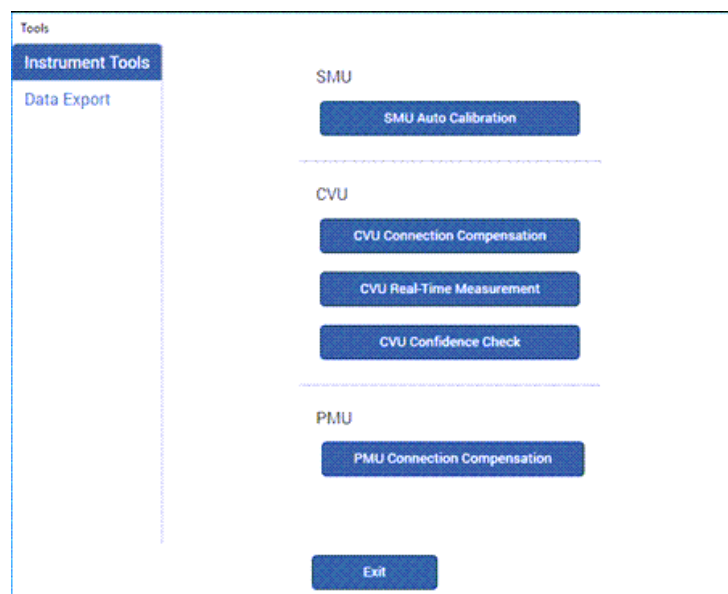 Tools
Instrument Tools
Data Export
SMU
SMU Auto Calibration
CVU
CVU Connection Compensation
CVU Real-Time Measurement
CVU Confidence Check
PMU
PMU Connection Compensation
Exit